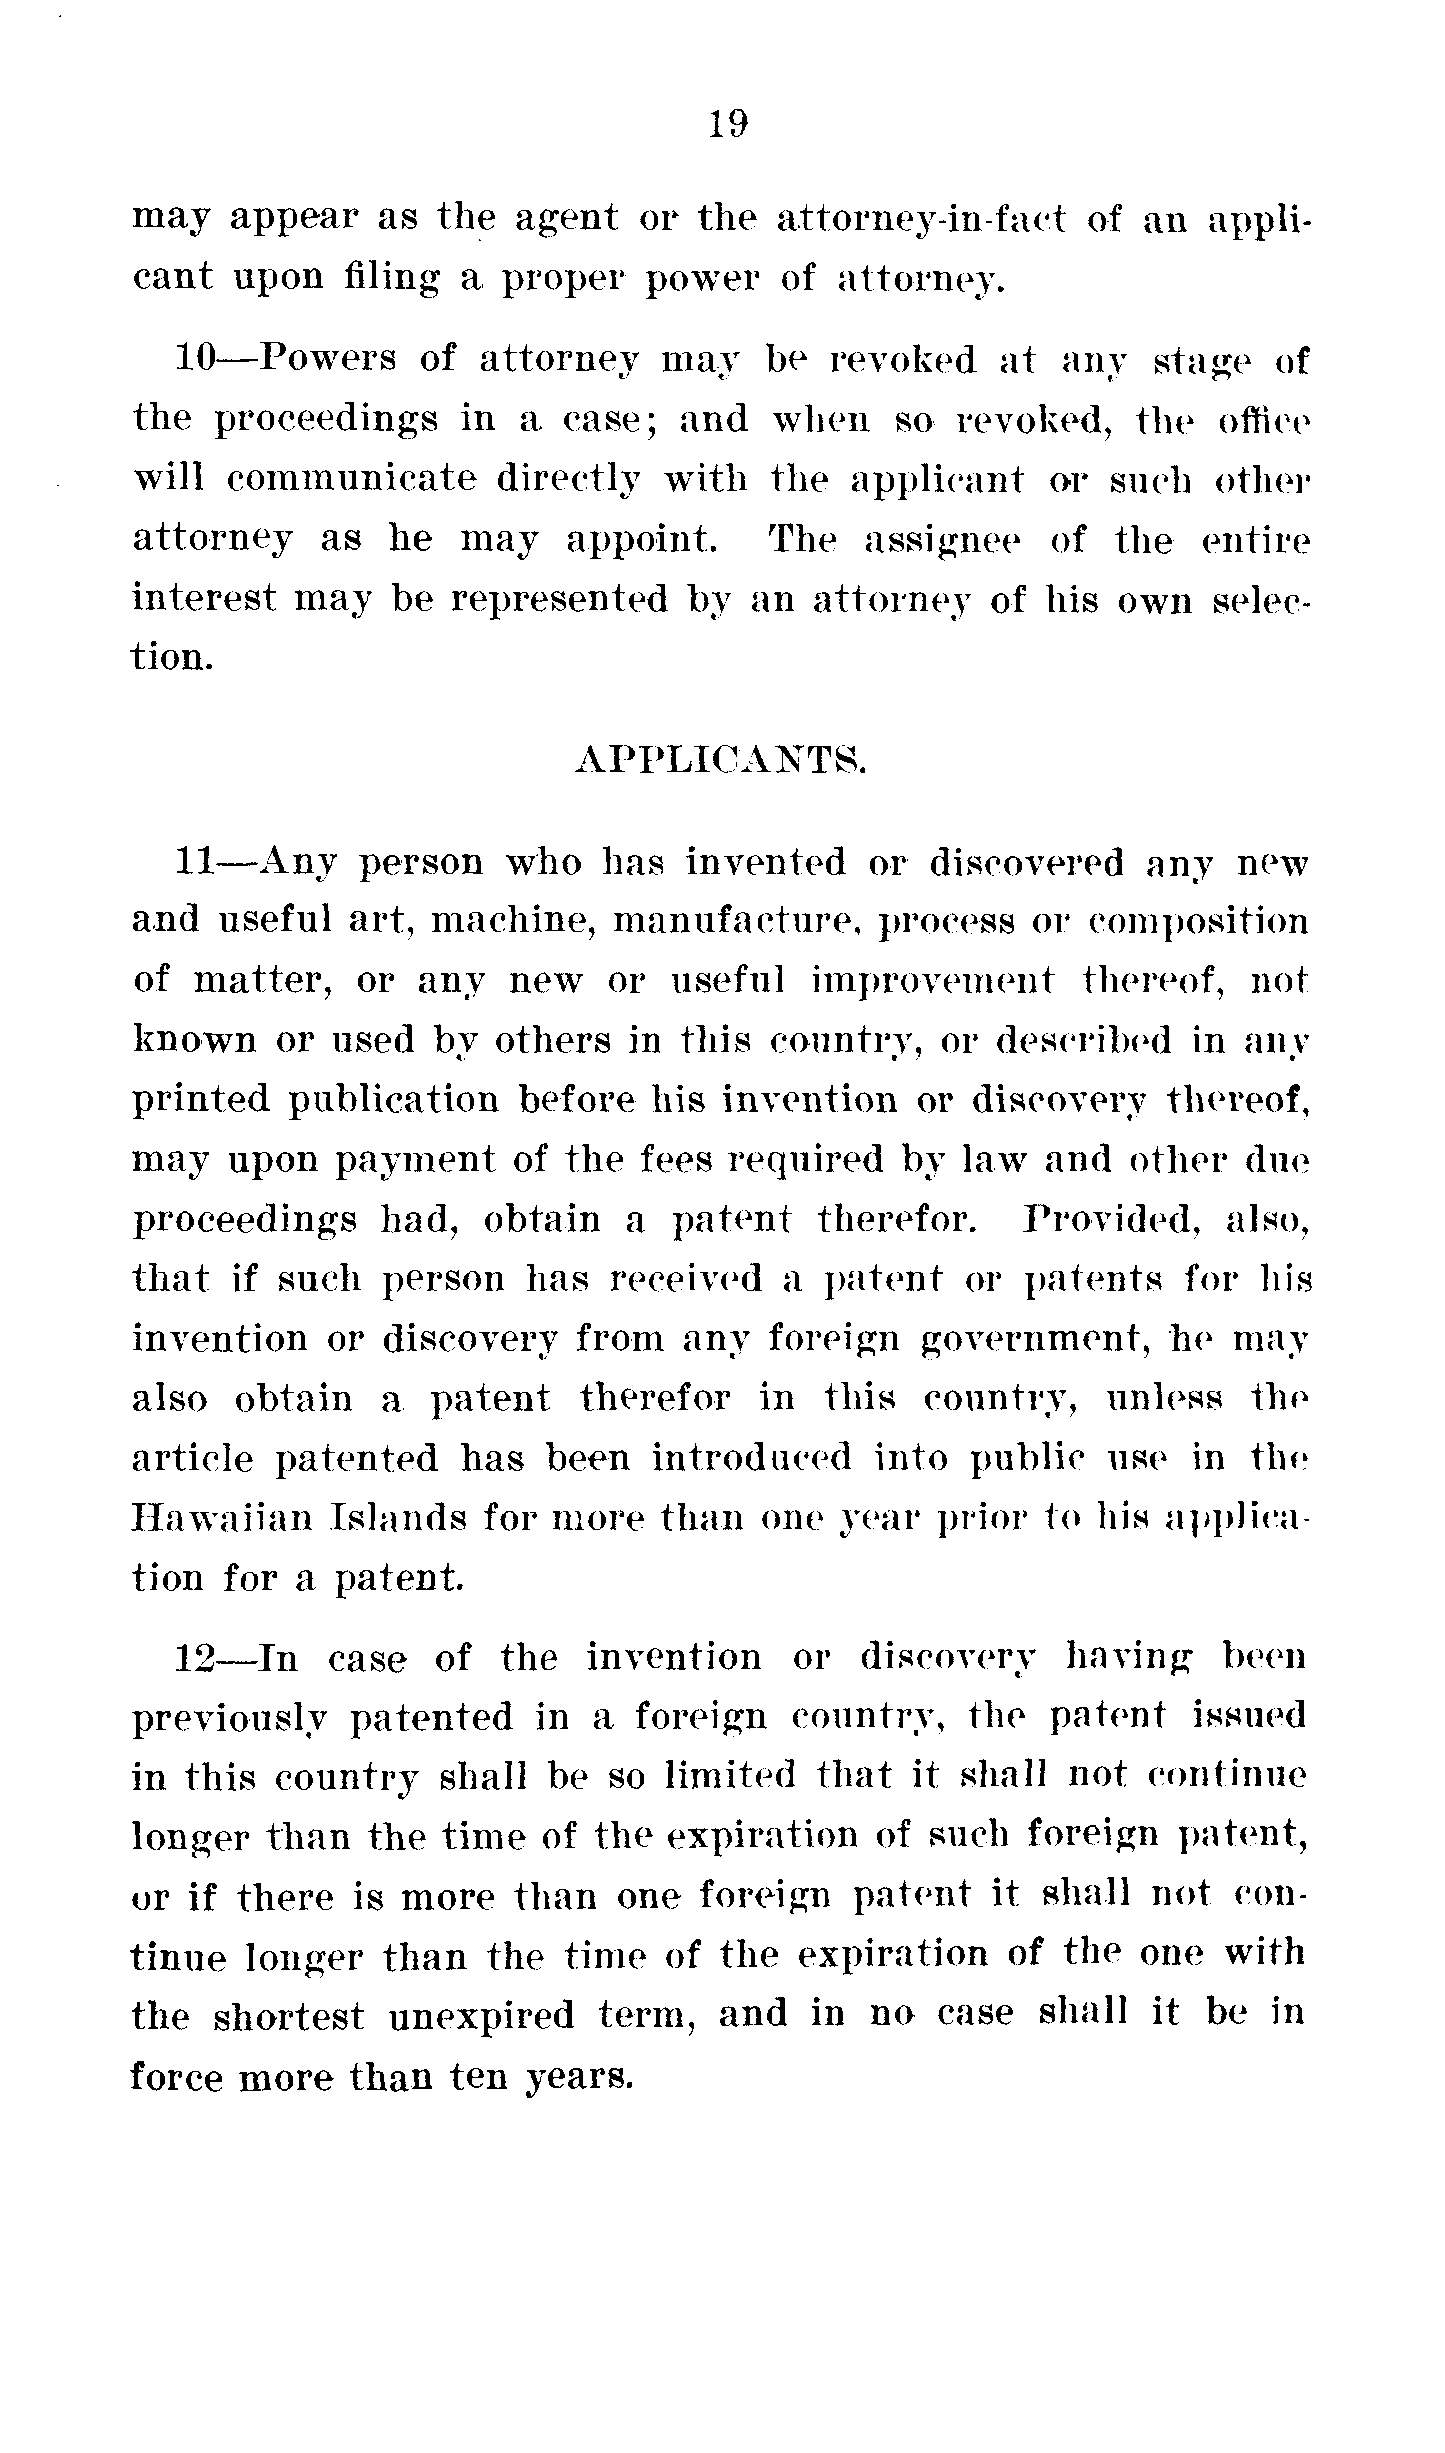 19
may appear as the agent or the attorney-in-fact of an appli-
cant upon filing a proper power of attorney.
10—Powers of attorney may be revoked at any stage of
the proceedings in a case; and when so revoked, the office
will communicate directly with the applicant or such other
attorney as he may appoint. The assignee of the entire
interest may be represented by an attorney of his own selec-
tion.
APPLICANTS.
11—Any person who has invented or discovered any new
and useful art, machine, manufacture, process or composition
of matter, or any new or useful improvement thereof, not
known or used by others in this country, or described in any
printed publication before his invention or discovery thereof,
may upon payment of the fees required by law and other due
proceedings had, obtain a patent therefor. Provided, also,
that if such person has received a patent or patents for his
invention or discovery from any foreign government, he may
also obtain a patent therefor in this country, unless the
article patented has been introduced into public use in the
Hawaiian Islands for more than one year prior to his applica-
tion for a patent.
12—In case of the invention or discovery having been
previously patented in a foreign country, the patent issued
in this country shall be so limited that it shall not continue
longer than the time of the expiration of such foreign patent,
or if there is more than one foreign patent it shall not con-
tinue longer than the time of the expiration of the one with
the shortest unexpired term, and in no case shall it be in
force more than ten years.